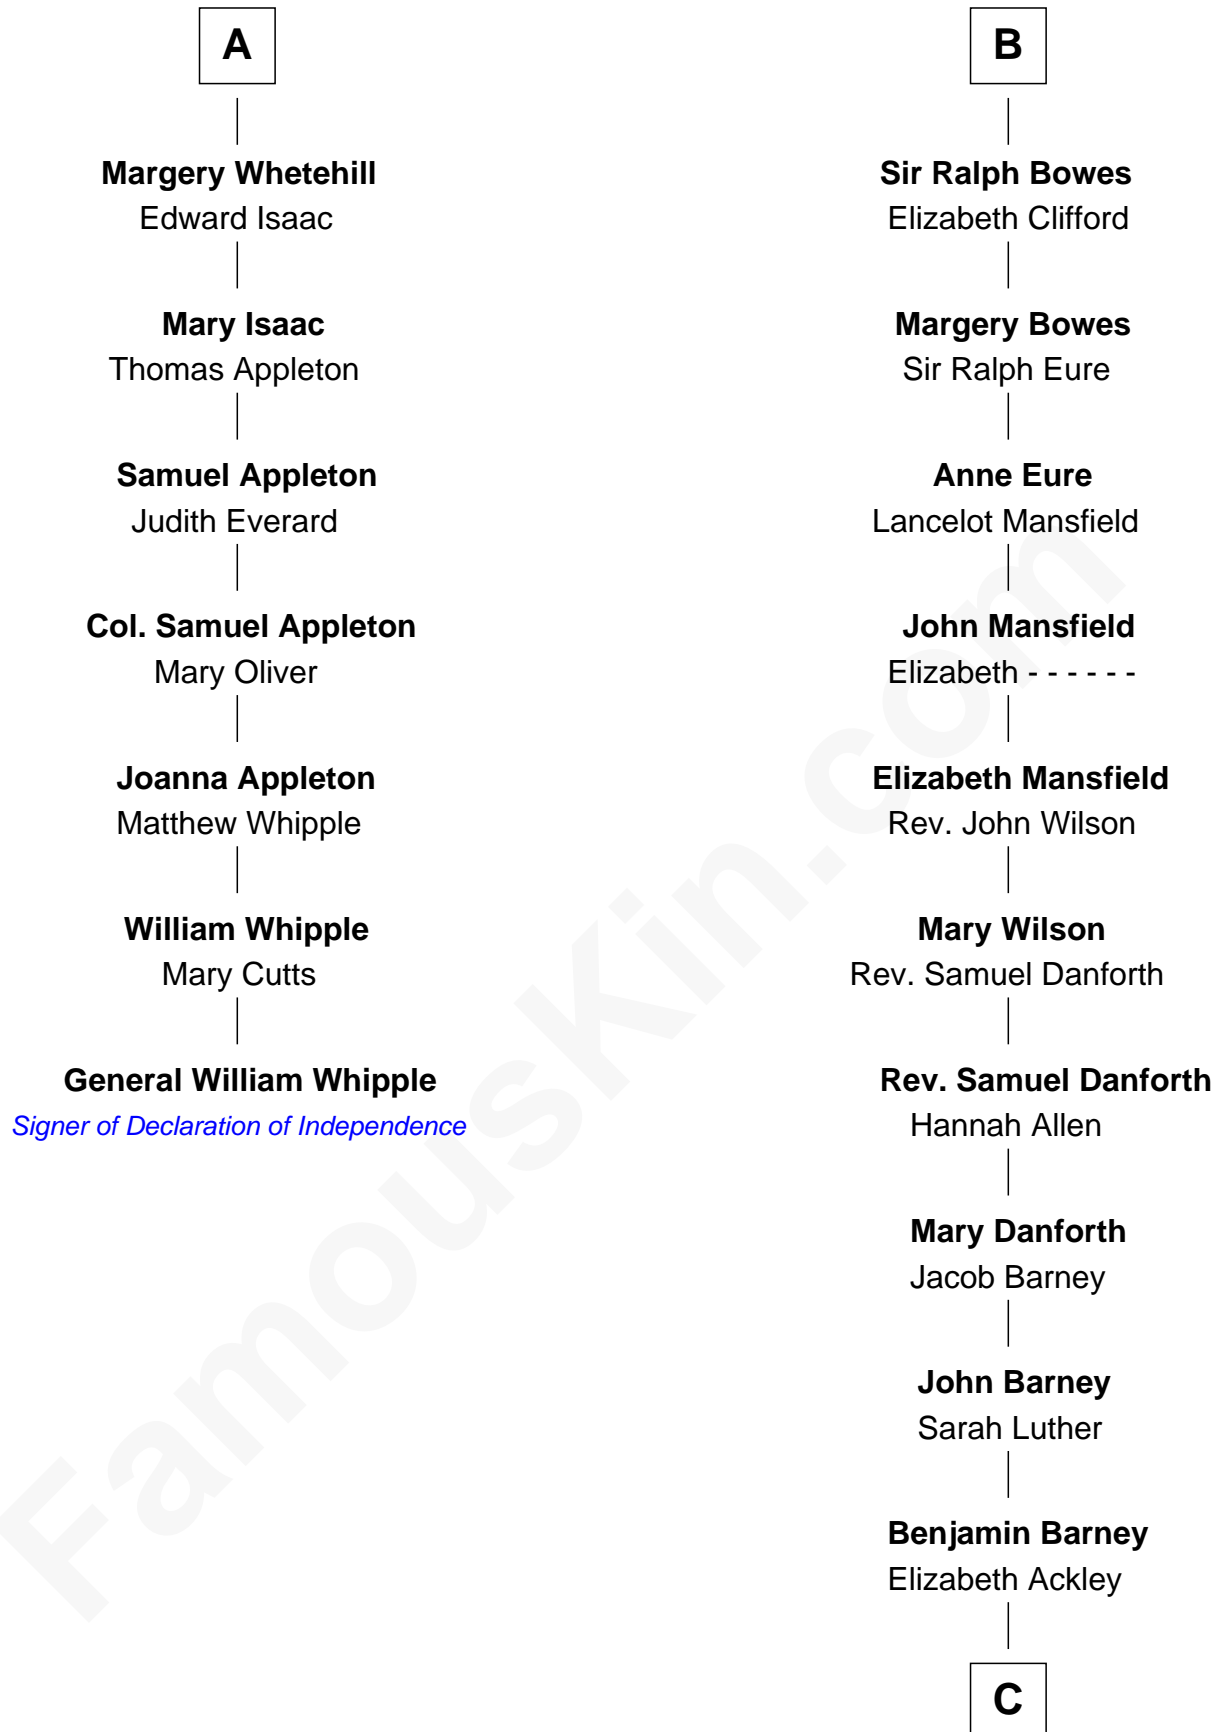 A
Margery Whetehill
Edward Isaac
Mary Isaac
Thomas Appleton
Samuel Appleton
Judith Everard
Col. Samuel Appleton
Mary Oliver
Joanna Appleton
Matthew Whipple
William Whipple
Mary Cutts
General William Whipple
Signer of Declaration of Independence
B
Sir Ralph Bowes
Elizabeth Clifford
Margery Bowes
Sir Ralph Eure
Anne Eure
Lancelot Mansfield
John Mansfield
Elizabeth - - - - - -
Elizabeth Mansfield
Rev. John Wilson
Mary Wilson
Rev. Samuel Danforth
Rev. Samuel Danforth
Hannah Allen
Mary Danforth
Jacob Barney
John Barney
Sarah Luther
Benjamin Barney
Elizabeth Ackley
C
FamousKin.com